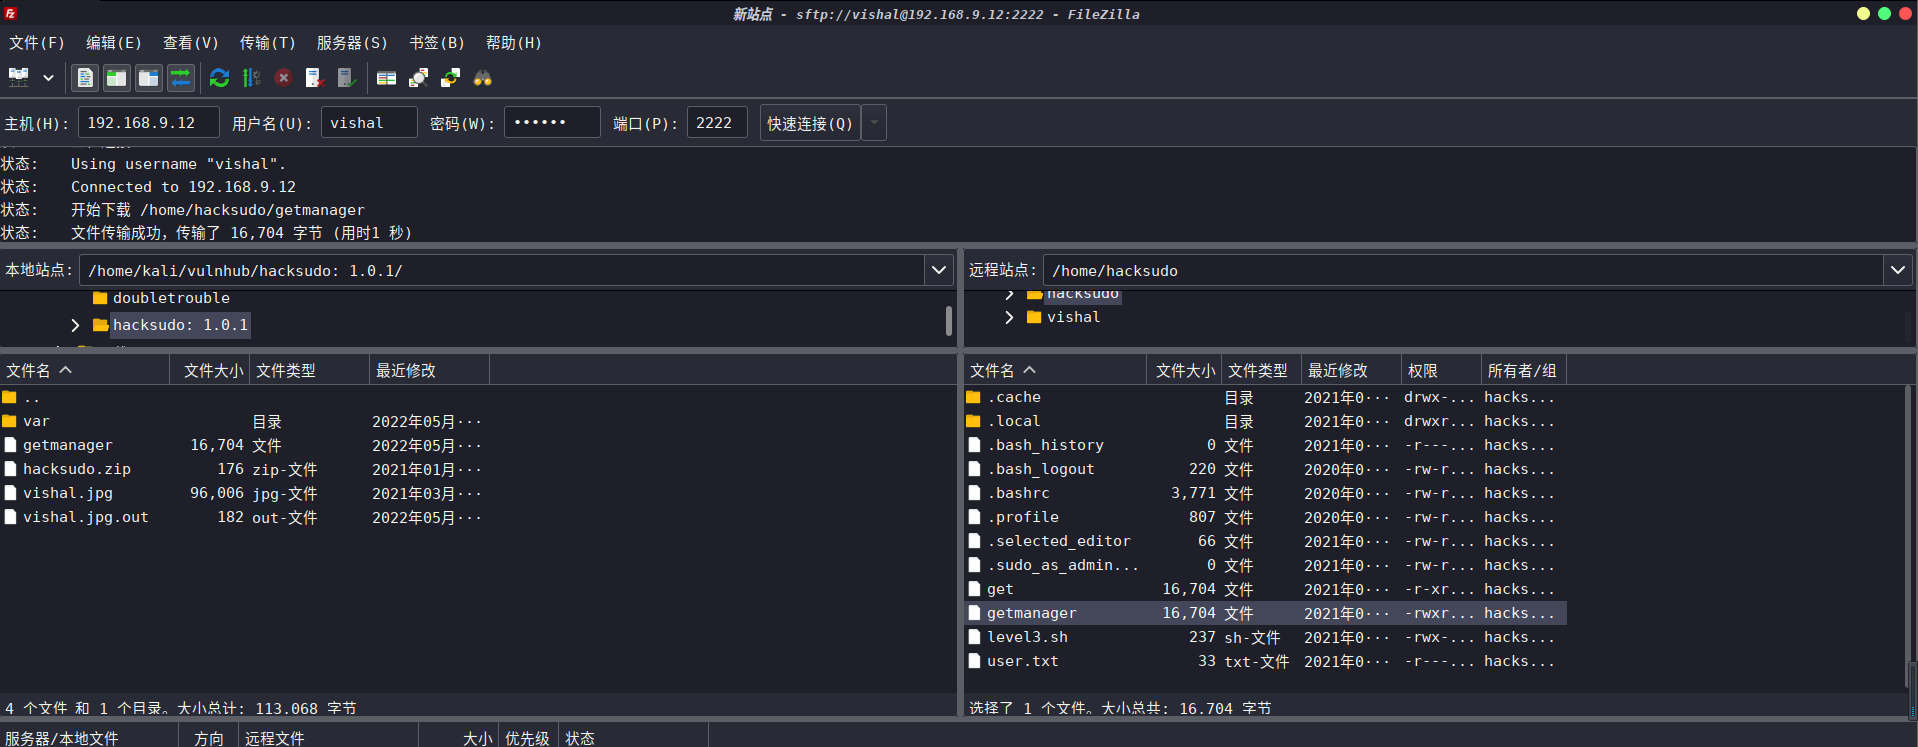 新站点 - sftp://vishal@192.168.9.12:2222 - FileZilla
文件(F) 编辑(E) 查看(V) 传输(T) 服务器(S) 书签(B) 帮助(H)
主机(H): 192.168.9.12 用户名(U): vishal 密码(W): •••••• 端口(P): 2222 快速连接(Q)
状态: Using username "vishal".
状态: Connected to 192.168.9.12
状态: 开始下载 /home/hacksudo/getmanager
状态: 文件传输成功，传输了 16,704 字节 (用时1 秒)
本地站点: /home/kali/vulnhub/hacksudo: 1.0.1/
doubletrouble
hacksudo: 1.0.1
远程站点: /home/hacksudo
hacksudo
vishal
文件名 文件大小 文件类型 最近修改
..
var 目录 2022年05月···
getmanager 16,704 文件 2022年05月···
hacksudo.zip 176 zip-文件 2021年01月···
vishal.jpg 96,006 jpg-文件 2021年03月···
vishal.jpg.out 182 out-文件 2022年05月···
4 个文件 和 1 个目录。大小总计: 113.068 字节
文件名 文件大小 文件类型 最近修改 权限 所有者/组
.cache 目录 2021年0··· drwx-... hacks...
.local 目录 2021年0··· drwxr... hacks...
.bash_history 0 文件 2021年0··· -r---... hacks...
.bash_logout 220 文件 2020年0··· -rw-r... hacks...
.bashrc 3,771 文件 2020年0··· -rw-r... hacks...
.profile 807 文件 2020年0··· -rw-r... hacks...
.selected_editor 66 文件 2021年0··· -rw-r... hacks...
.sudo_as_admin... 0 文件 2021年0··· -rw-r... hacks...
get 16,704 文件 2021年0··· -r-xr... hacks...
getmanager 16,704 文件 2021年0··· -rwxr... hacks...
level3.sh 237 sh-文件 2021年0··· -rwx-... hacks...
user.txt 33 txt-文件 2021年0··· -r---... hacks...
选择了 1 个文件。大小总共: 16.704 字节
服务器/本地文件 方向 远程文件 大小 优先级 状态